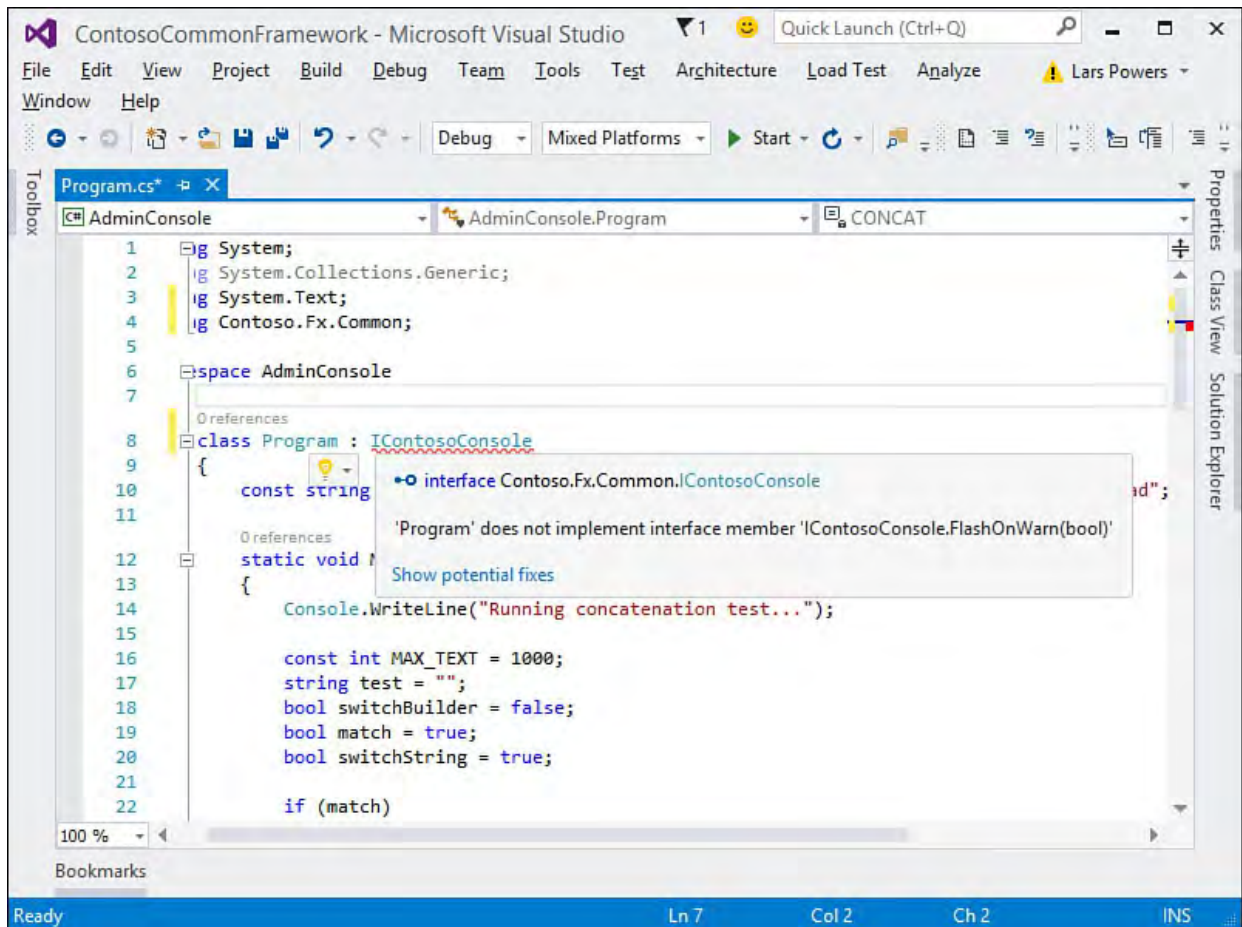 ContosoCommonFramework - Microsoft Visual Studio 1 Quick Launch (Ctrl+Q)
File Edit View Project Build Debug Team Tools Test Architecture Load Test Analyze Lars Powers
Window Help
Debug Mixed Platforms Start
Toolbox
Program.cs*
C# AdminConsole AdminConsole.Program CONCAT
1 g System;
2 g System.Collections.Generic;
3 g System.Text;
4 g Contoso.Fx.Common;
5
6 espace AdminConsole
7
0 references
8 class Program : IContosoConsole
9 {
10 const string ad";
11
0 references
12 static void
13 {
14 Console.WriteLine("Running concatenation test...");
15
16 const int MAX_TEXT = 1000;
17 string test = "";
18 bool switchBuilder = false;
19 bool match = true;
20 bool switchString = true;
21
22 if (match)
interface Contoso.Fx.Common.IContosoConsole
'Program' does not implement interface member 'IContosoConsole.FlashOnWarn(bool)'
Show potential fixes
100 %
Properties
Class View
Solution Explorer
Bookmarks
Ready Ln 7 Col 2 Ch 2 INS